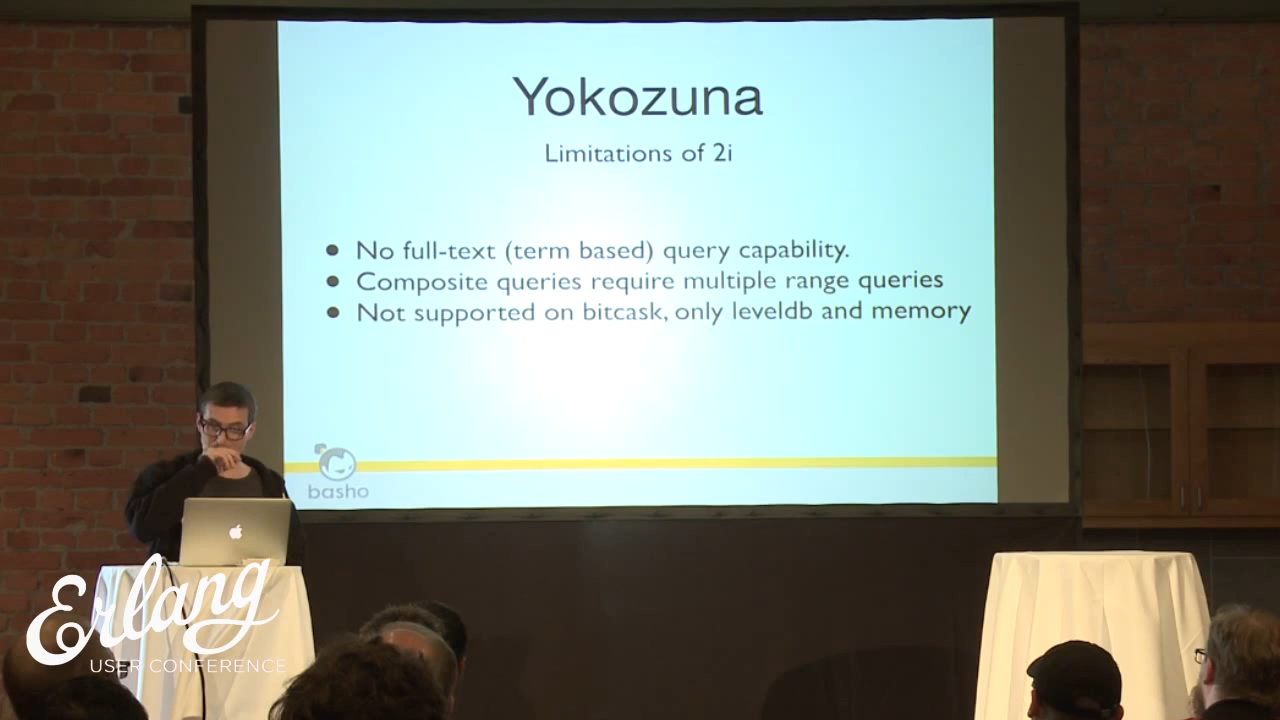 Yokozuna
Limitations of 2i
• No full-text (term based) query capability.
• Composite queries require multiple range queries
• Not supported on bitcask, only leveldb and memory
basho
Erlang
USER CONFERENCE